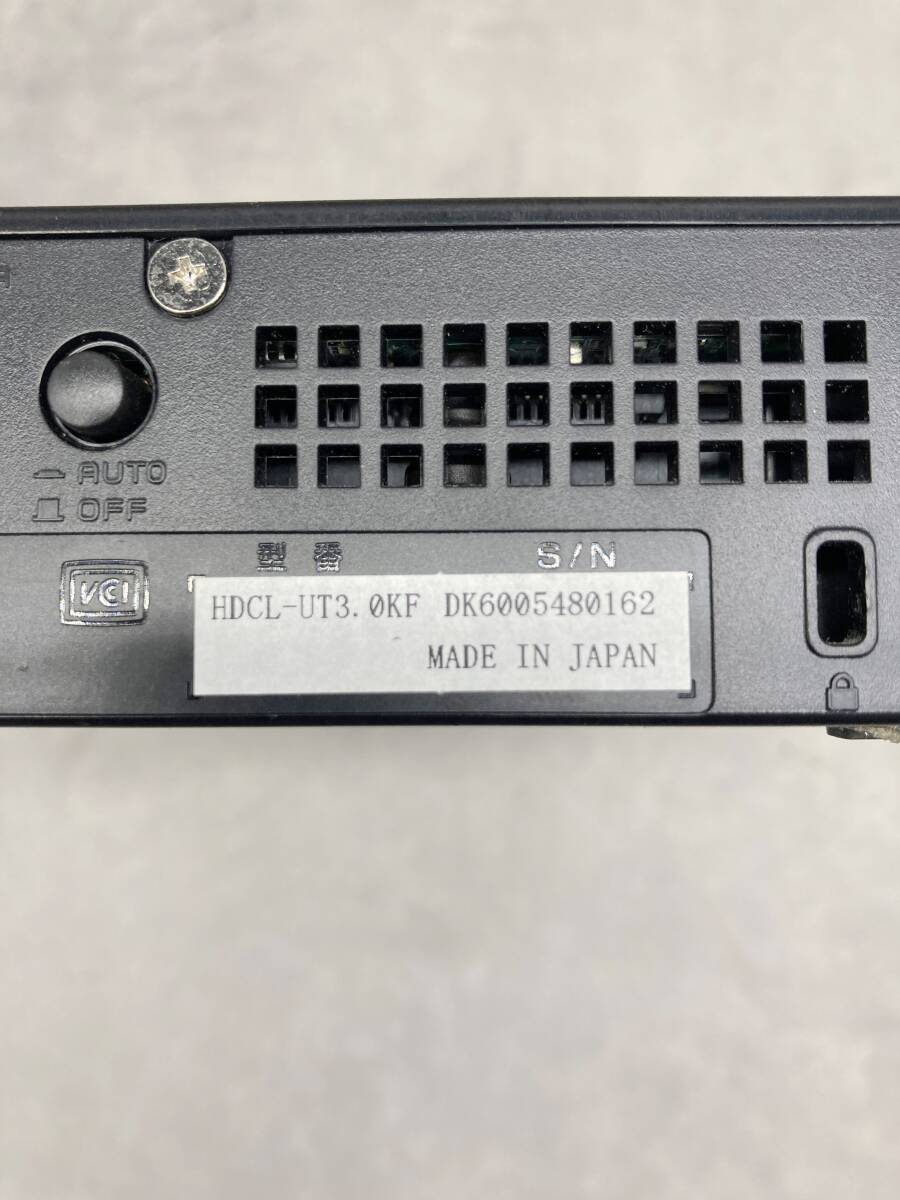 AUTO
OFF
VCI
型番 S/N
HDCL-UT3.0KF DK6005480162
MADE IN JAPAN